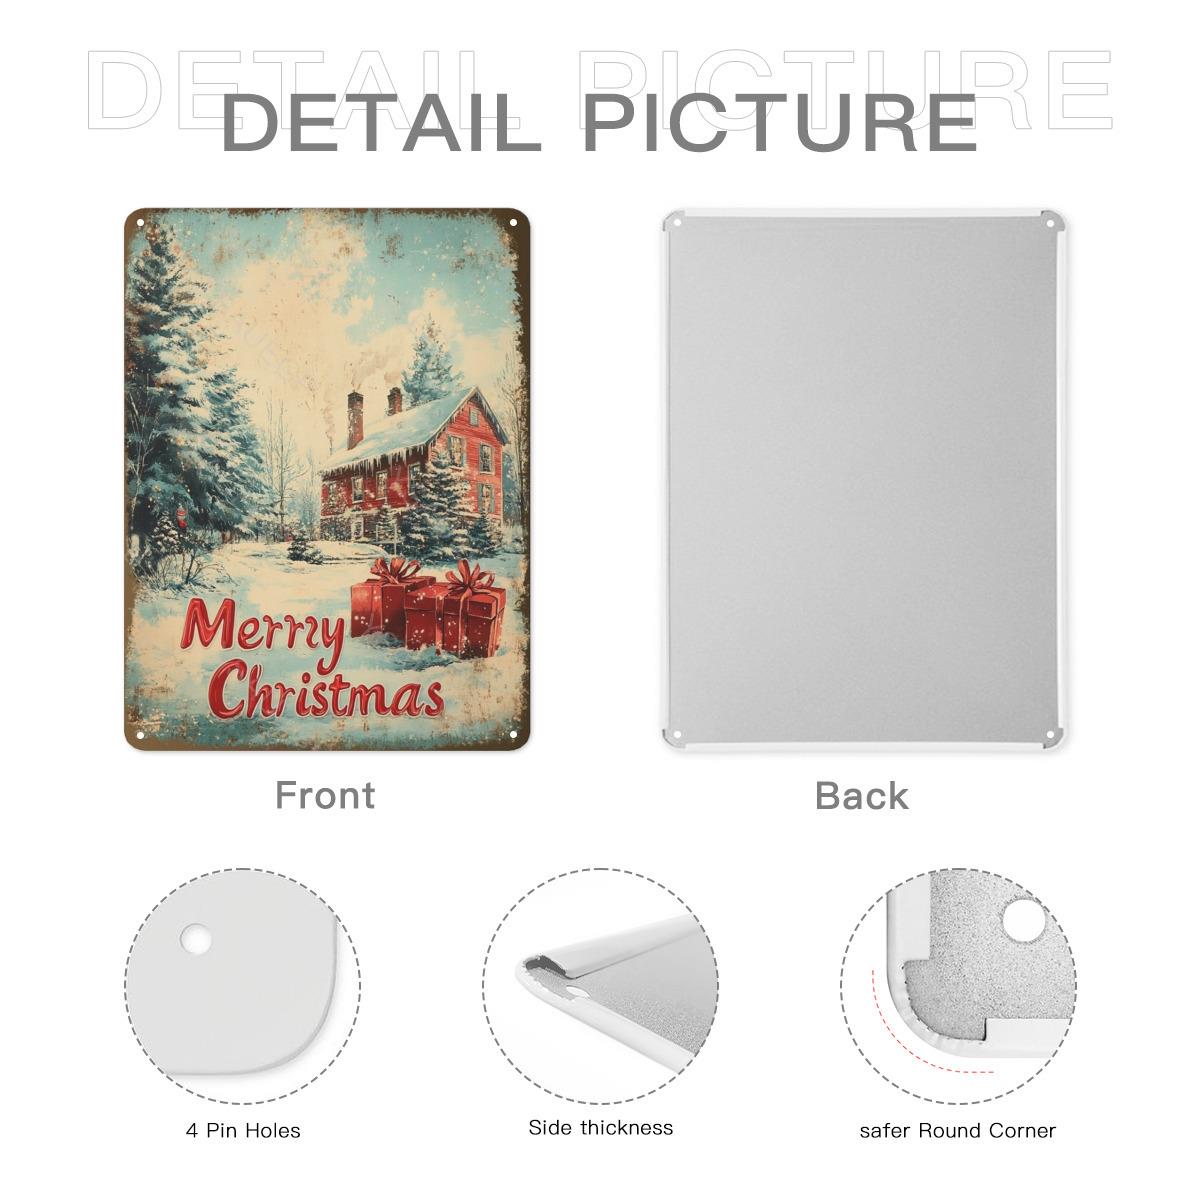 DETAIL PICTURE
DETAIL PICTURE
Merry
Christmas
Front
Back
4 Pin Holes
Side thickness
safer Round Corner